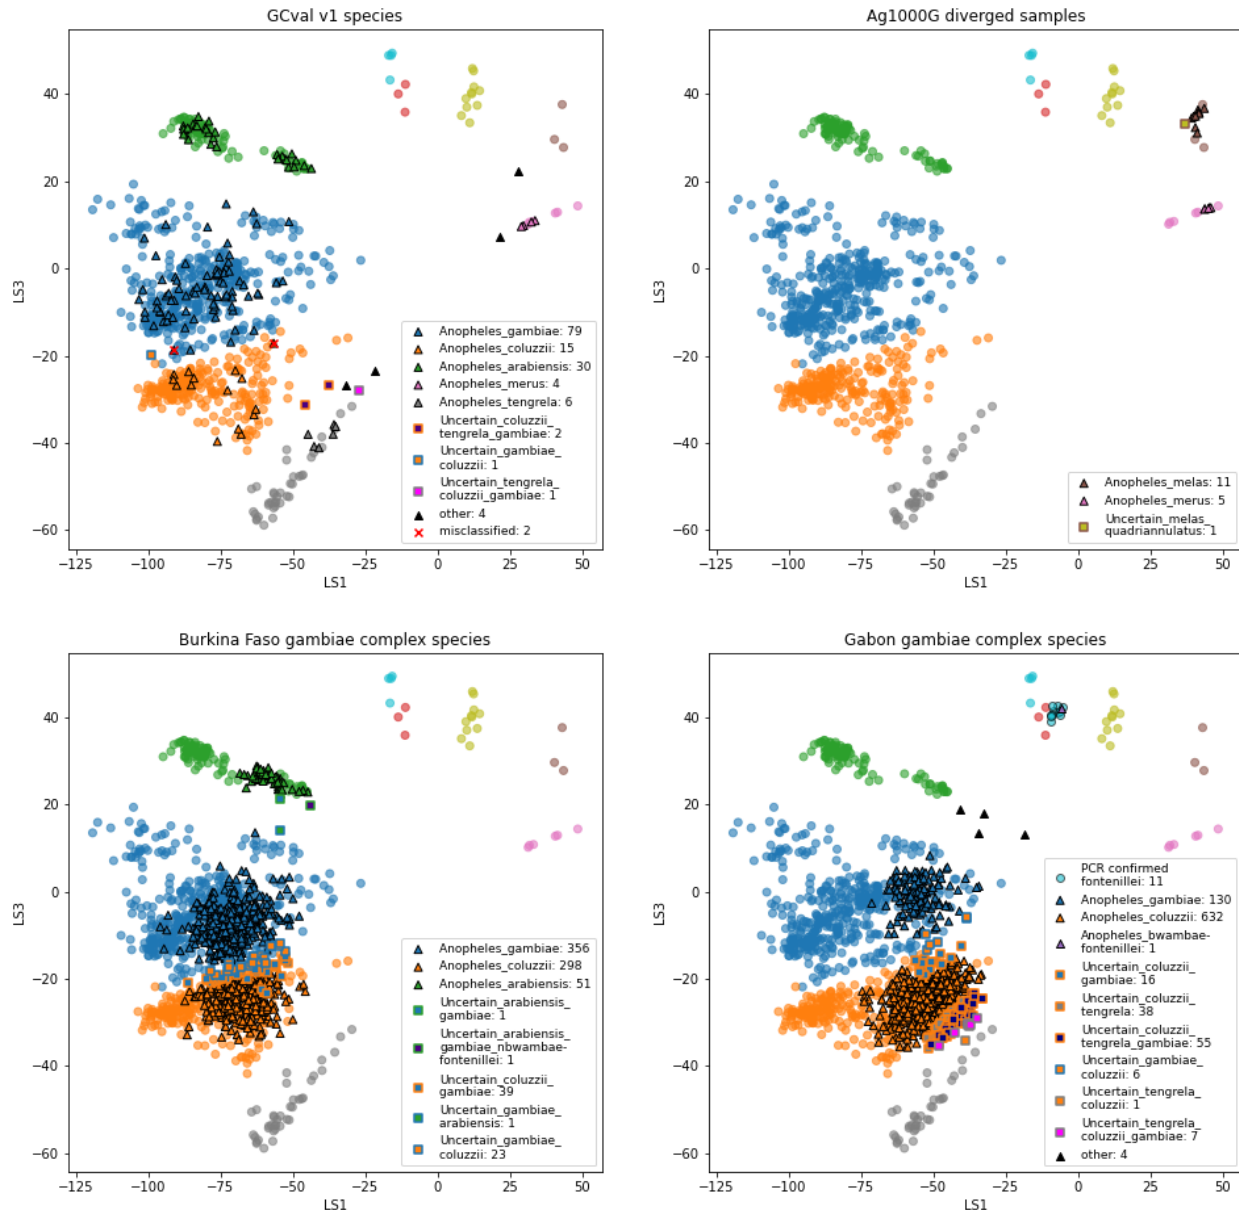 GCval v1 species
LS3
40
20
0
−20
−40
−60
−125
−100
−75
−50
−25
0
25
50
LS1
Anopheles_gambiae: 79
Anopheles_coluzzii: 15
Anopheles_arabiensis: 30
Anopheles_merus: 4
Anopheles_tengrela: 6
Uncertain_coluzzii_
tengrela_gambiae: 2
Uncertain_gambiae_
coluzzii: 1
Uncertain_tengrela_
coluzzii_gambiae: 1
other: 4
misclassified: 2
Ag1000G diverged samples
LS3
40
20
0
−20
−40
−60
−125
−100
−75
−50
−25
0
25
50
LS1
Anopheles_melas: 11
Anopheles_merus: 5
Uncertain_melas_
quadriannulatus: 1
Burkina Faso gambiae complex species
LS3
40
20
0
−20
−40
−60
−125
−100
−75
−50
−25
0
25
50
LS1
Anopheles_gambiae: 356
Anopheles_coluzzii: 298
Anopheles_arabiensis: 51
Uncertain_arabiensis_
gambiae: 1
Uncertain_arabiensis_
gambiae_nbwambae-
fontenillei: 1
Uncertain_coluzzii_
gambiae: 39
Uncertain_gambiae_
arabiensis: 1
Uncertain_gambiae_
coluzzii: 23
Gabon gambiae complex species
LS3
40
20
0
−20
−40
−60
−125
−100
−75
−50
−25
0
25
50
LS1
PCR confirmed
fontenillei: 11
Anopheles_gambiae: 130
Anopheles_coluzzii: 632
Anopheles_bwambae-
fontenillei: 1
Uncertain_coluzzii_
gambiae: 16
Uncertain_coluzzii_
tengrela: 38
Uncertain_coluzzii_
tengrela_gambiae: 55
Uncertain_gambiae_
coluzzii: 6
Uncertain_tengrela_
coluzzii: 1
Uncertain_tengrela_
coluzzii_gambiae: 7
other: 4